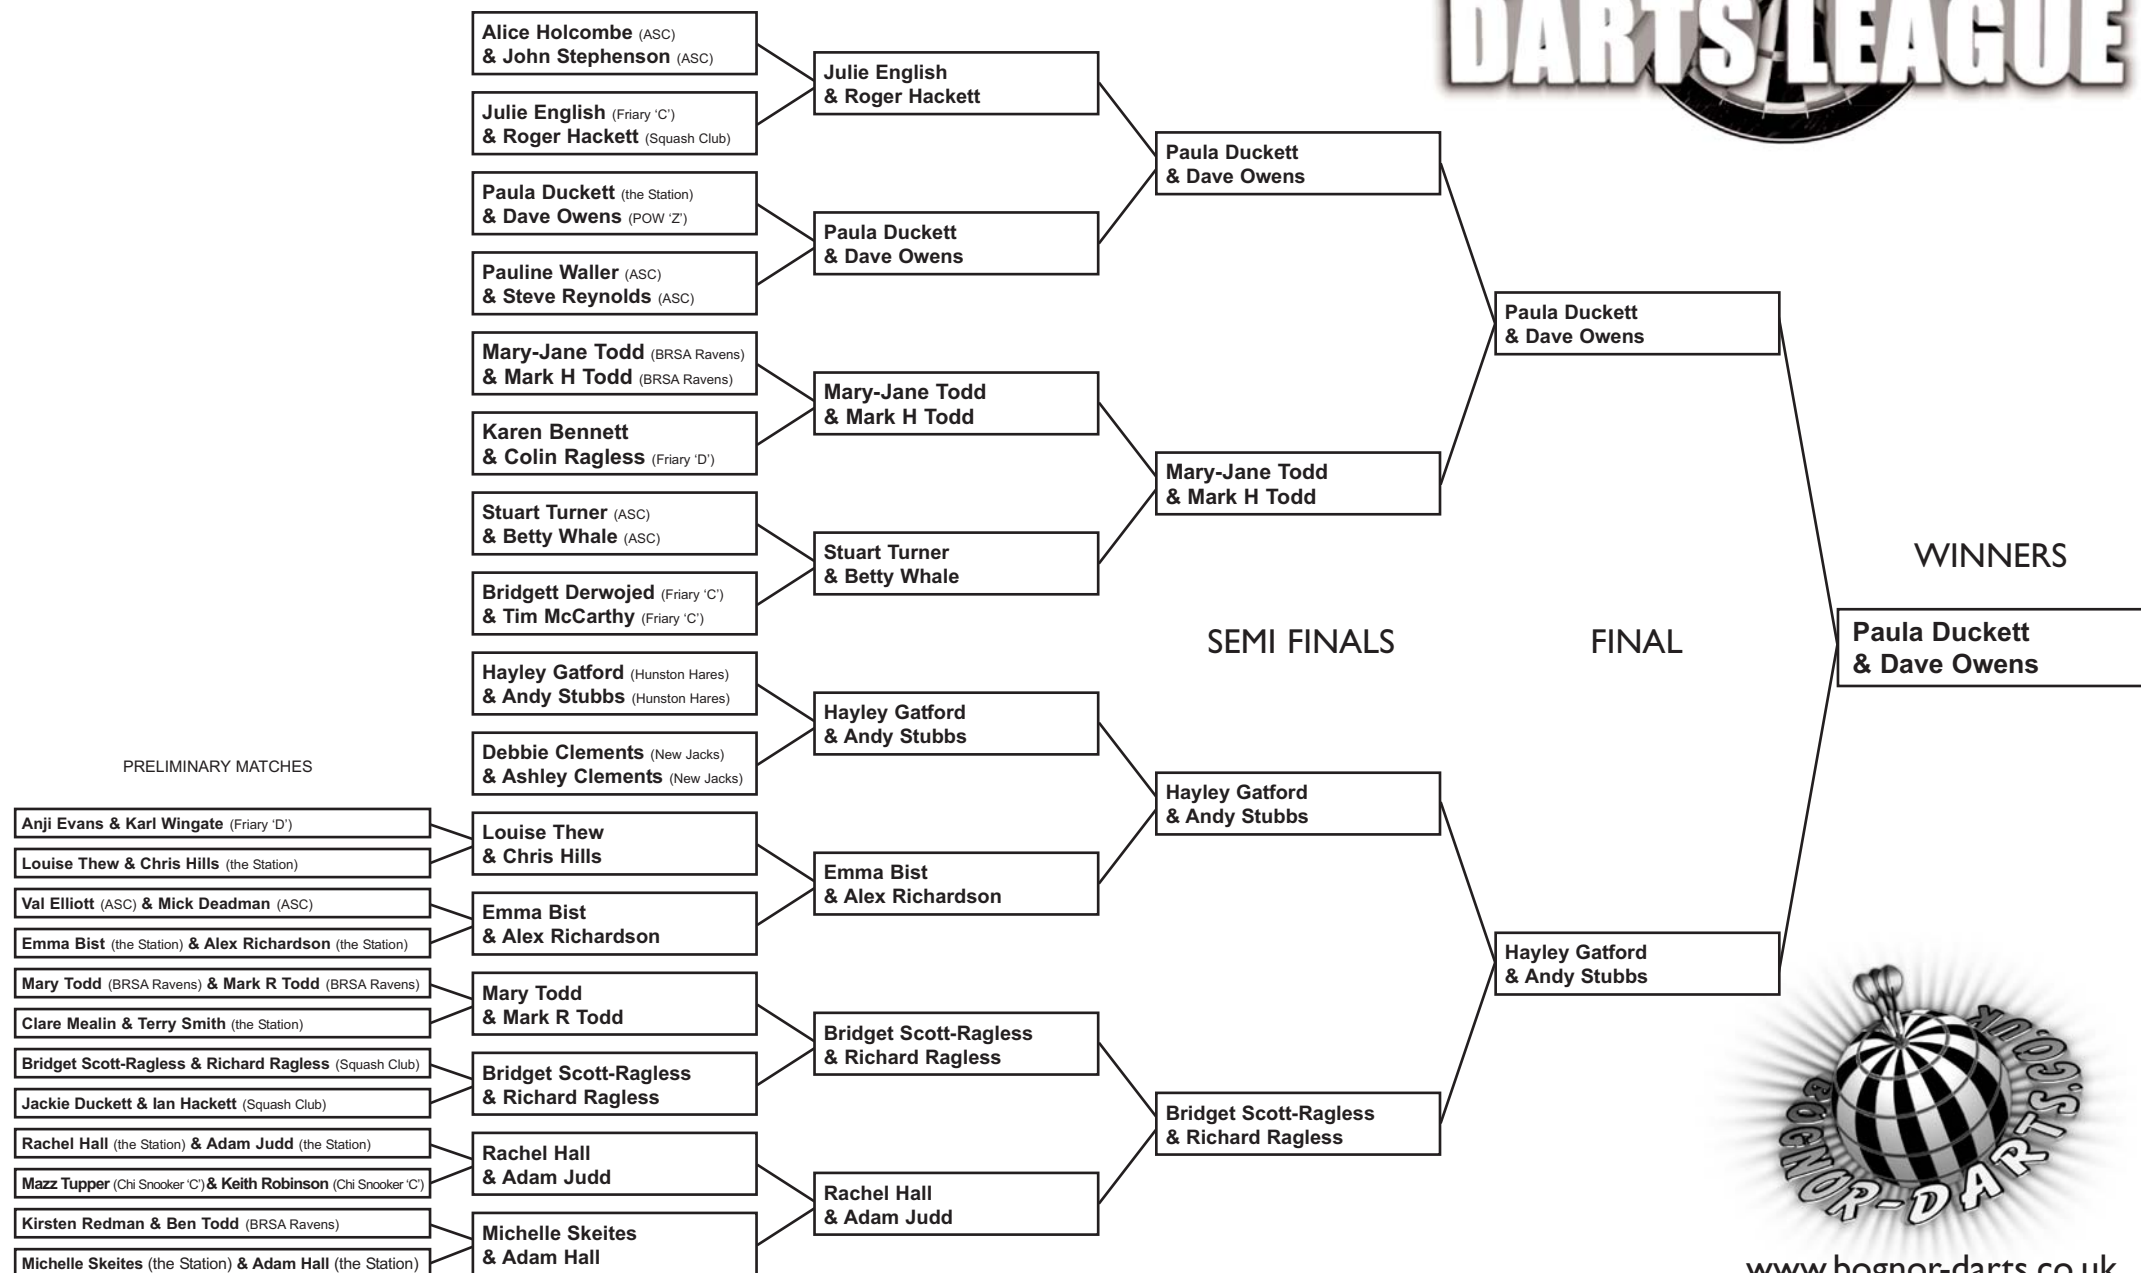 DARTS LEAGUE
Alice Holcombe (ASC)
& John Stephenson (ASC)
Julie English (Friary ‘C’)
& Roger Hackett (Squash Club)
Paula Duckett (the Station)
& Dave Owens (POW ‘Z’)
Pauline Waller (ASC)
& Steve Reynolds (ASC)
Mary-Jane Todd (BRSA Ravens)
& Mark H Todd (BRSA Ravens)
Karen Bennett
& Colin Ragless (Friary ‘D’)
Stuart Turner (ASC)
& Betty Whale (ASC)
Bridgett Derwojed (Friary ‘C’)
& Tim McCarthy (Friary ‘C’)
Hayley Gatford (Hunston Hares)
& Andy Stubbs (Hunston Hares)
Debbie Clements (New Jacks)
& Ashley Clements (New Jacks)
PRELIMINARY MATCHES
Anji Evans & Karl Wingate (Friary ‘D’)
Louise Thew & Chris Hills (the Station)
Val Elliott (ASC) & Mick Deadman (ASC)
Emma Bist (the Station) & Alex Richardson (the Station)
Mary Todd (BRSA Ravens) & Mark R Todd (BRSA Ravens)
Clare Mealin & Terry Smith (the Station)
Bridget Scott-Ragless & Richard Ragless (Squash Club)
Jackie Duckett & Ian Hackett (Squash Club)
Rachel Hall (the Station) & Adam Judd (the Station)
Mazz Tupper (Chi Snooker ‘C’) & Keith Robinson (Chi Snooker ‘C’)
Kirsten Redman & Ben Todd (BRSA Ravens)
Michelle Skeites (the Station) & Adam Hall (the Station)
Louise Thew
& Chris Hills
Emma Bist
& Alex Richardson
Mary Todd
& Mark R Todd
Bridget Scott-Ragless
& Richard Ragless
Rachel Hall
& Adam Judd
Michelle Skeites
& Adam Hall
Julie English
& Roger Hackett
Paula Duckett
& Dave Owens
Mary-Jane Todd
& Mark H Todd
Stuart Turner
& Betty Whale
Hayley Gatford
& Andy Stubbs
Emma Bist
& Alex Richardson
Bridget Scott-Ragless
& Richard Ragless
Rachel Hall
& Adam Judd
Paula Duckett
& Dave Owens
Mary-Jane Todd
& Mark H Todd
SEMI FINALS
Hayley Gatford
& Andy Stubbs
Bridget Scott-Ragless
& Richard Ragless
Paula Duckett
& Dave Owens
FINAL
Hayley Gatford
& Andy Stubbs
WINNERS
Paula Duckett
& Dave Owens
BOGNOR-DARTS.CO.UK
www.bognor-darts.co.uk